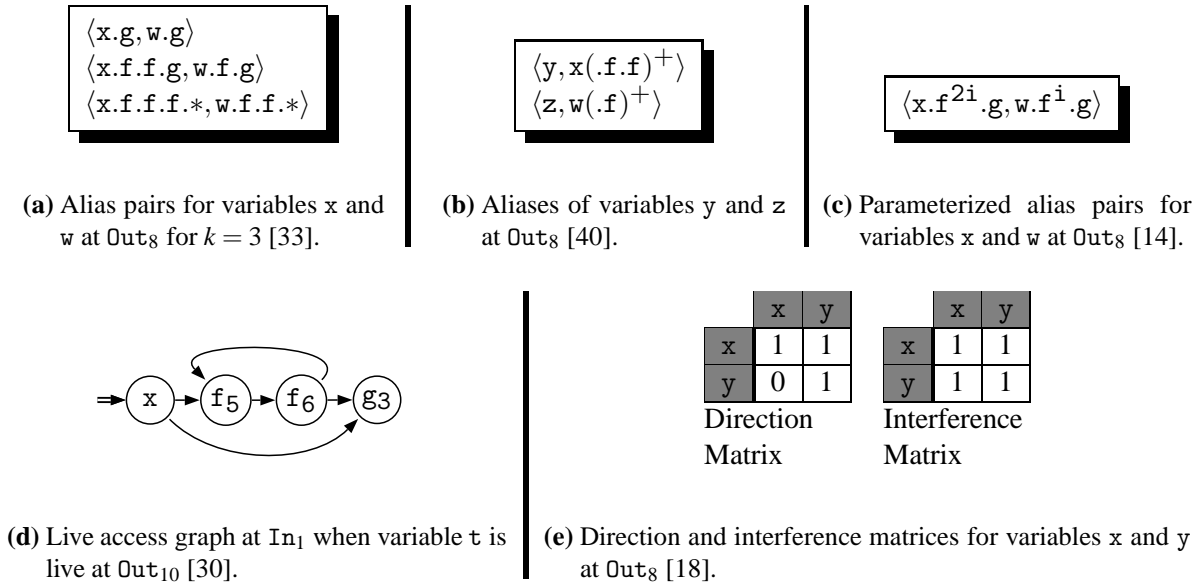 ⟨x.g,w.g⟩
⟨x.f.f.g,w.f.g⟩
⟨x.f.f.f.f.∗,w.f.f.∗⟩
(a) Alias pairs for variables x and
w at Out₈ for k = 3 [33].
⟨y,x(.f.f)⁺⟩
⟨z,w(.f)⁺⟩
(b) Aliases of variables y and z
at Out₈ [40].
⟨x.f²ⁱ.g,w.fⁱ.g⟩
(c) Parameterized alias pairs for
variables x and w at Out₈ [14].
x f₅ f₆ g₃
(d) Live access graph at In₁ when variable t is
live at Out₁₀ [30].
x y
x 1 1
y 0 1
Direction
Matrix
x y
x 1 1
y 1 1
Interference
Matrix
(e) Direction and interference matrices for variables x and y
at Out₈ [18].